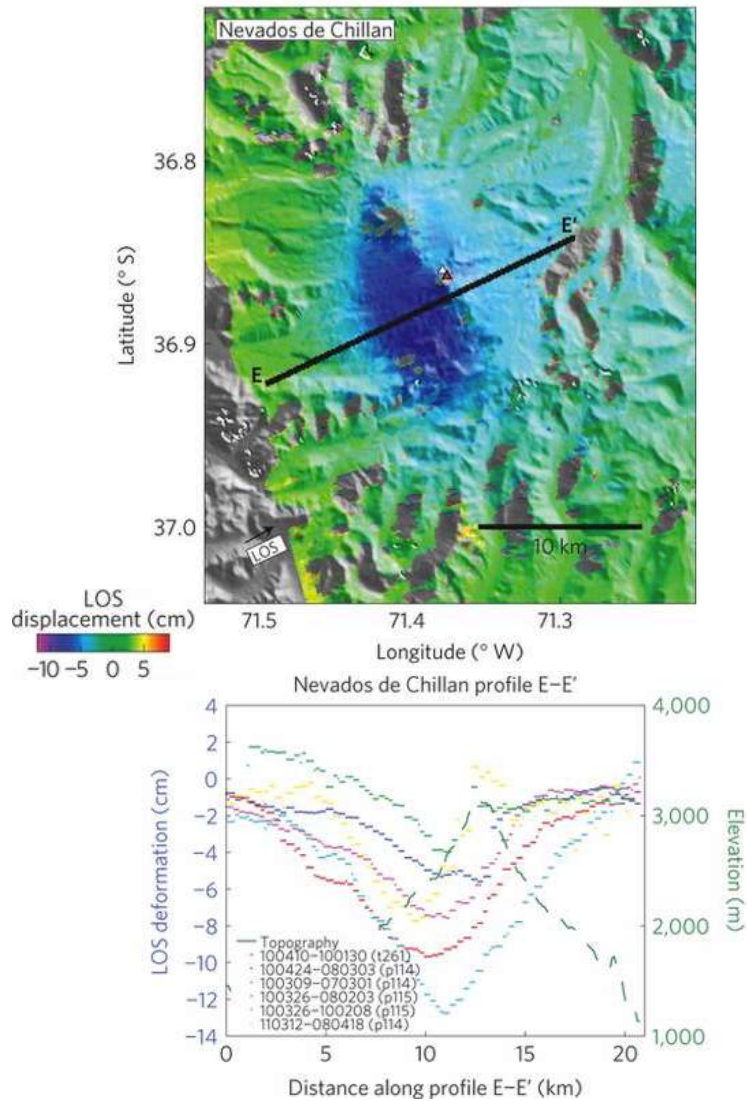 Nevados de Chillan
36.8
36.9
37.0
Latitude (° S)
E
E'
LOS
10 km
71.5 71.4 71.3
Longitude (° W)
LOS
displacement (cm)
−10 −5 0 5
Nevados de Chillan profile E−E'
4
2
0
−2
−4
−6
−8
−10
−12
−14
LOS deformation (cm)
4,000
3,000
2,000
1,000
Elevation (m)
Topography
100410−100130 (t261)
100424−080303 (p114)
100309−070301 (p114)
100326−080203 (p115)
100326−100208 (p115)
110312−080418 (p114)
0 5 10 15 20
Distance along profile E−E' (km)